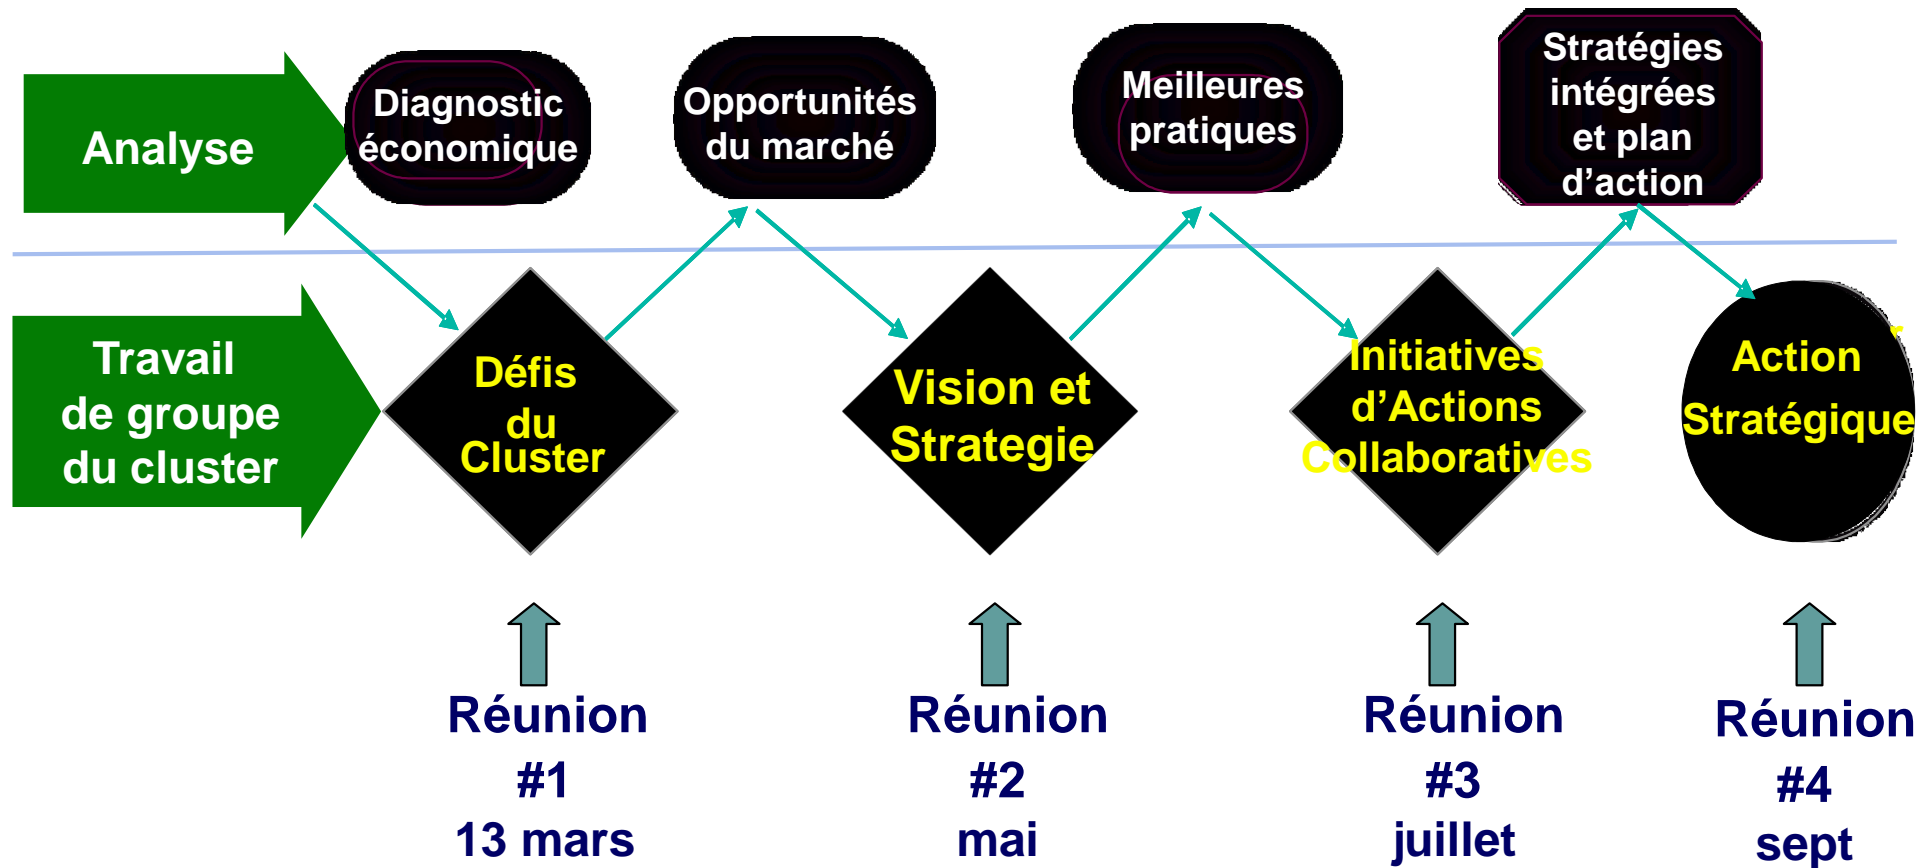 Analyse
Diagnostic
économique
Opportunités
du marché
Meilleures
pratiques
Stratégies
intégrées
et plan
d’action
Travail
de groupe
du cluster
Défis
du
Cluster
Vision et
Strategie
Initiatives
d’Actions
Collaboratives
Action
Stratégique
Réunion
#1
13 mars
Réunion
#2
mai
Réunion
#3
juillet
Réunion
#4
sept